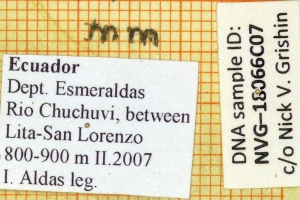 mm
Ecuador
Dept. Esmeraldas
Rio Chuchuvi, between
Lita-San Lorenzo
800-900 m II.2007
I. Aldas leg.
DNA sample ID:
NVG-18066C07
c/o Nick V. Grishin